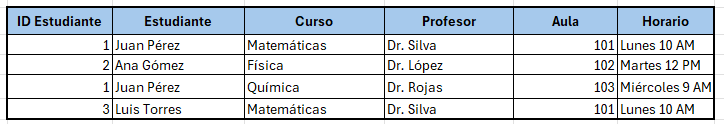 ID Estudiante Estudiante Curso Profesor Aula Horario
1 Juan Pérez Matemáticas Dr. Silva 101 Lunes 10 AM
2 Ana Gómez Física Dr. López 102 Martes 12 PM
1 Juan Pérez Química Dr. Rojas 103 Miércoles 9 AM
3 Luis Torres Matemáticas Dr. Silva 101 Lunes 10 AM